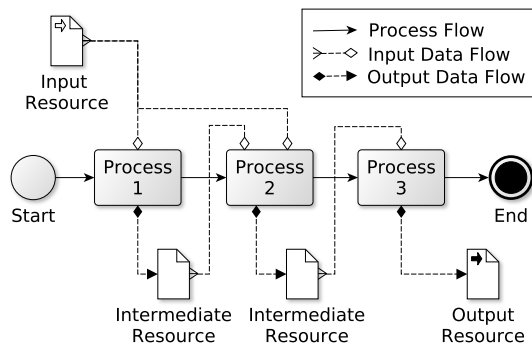 Process Flow
Input Data Flow
Output Data Flow
Input
Resource
Process
1
Process
2
Process
3
Start
End
Intermediate
Resource
Intermediate
Resource
Output
Resource